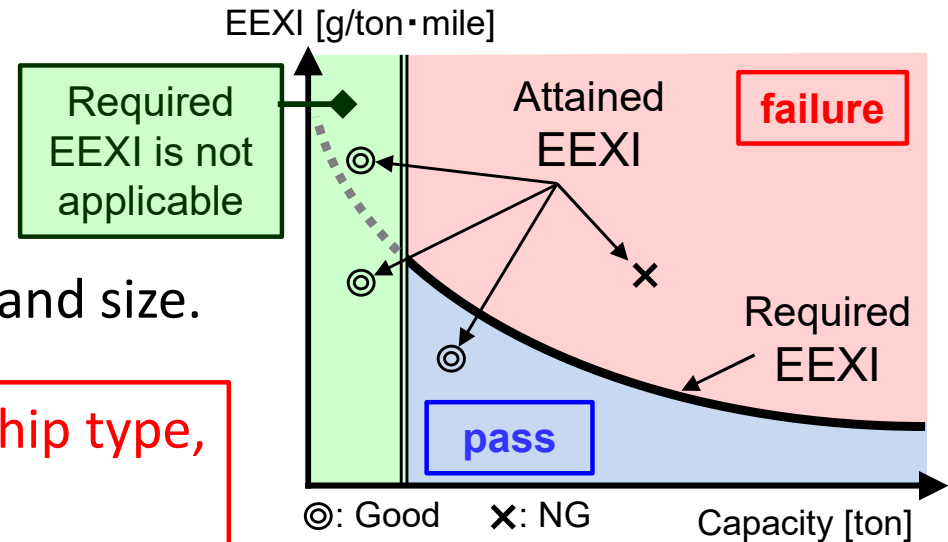 EEXI [g/ton・mile]
Required
EEXI is not
applicable
Attained
EEXI
failure
and size.
Required
EEXI
hip type,
pass
◎: Good ×: NG
Capacity [ton]